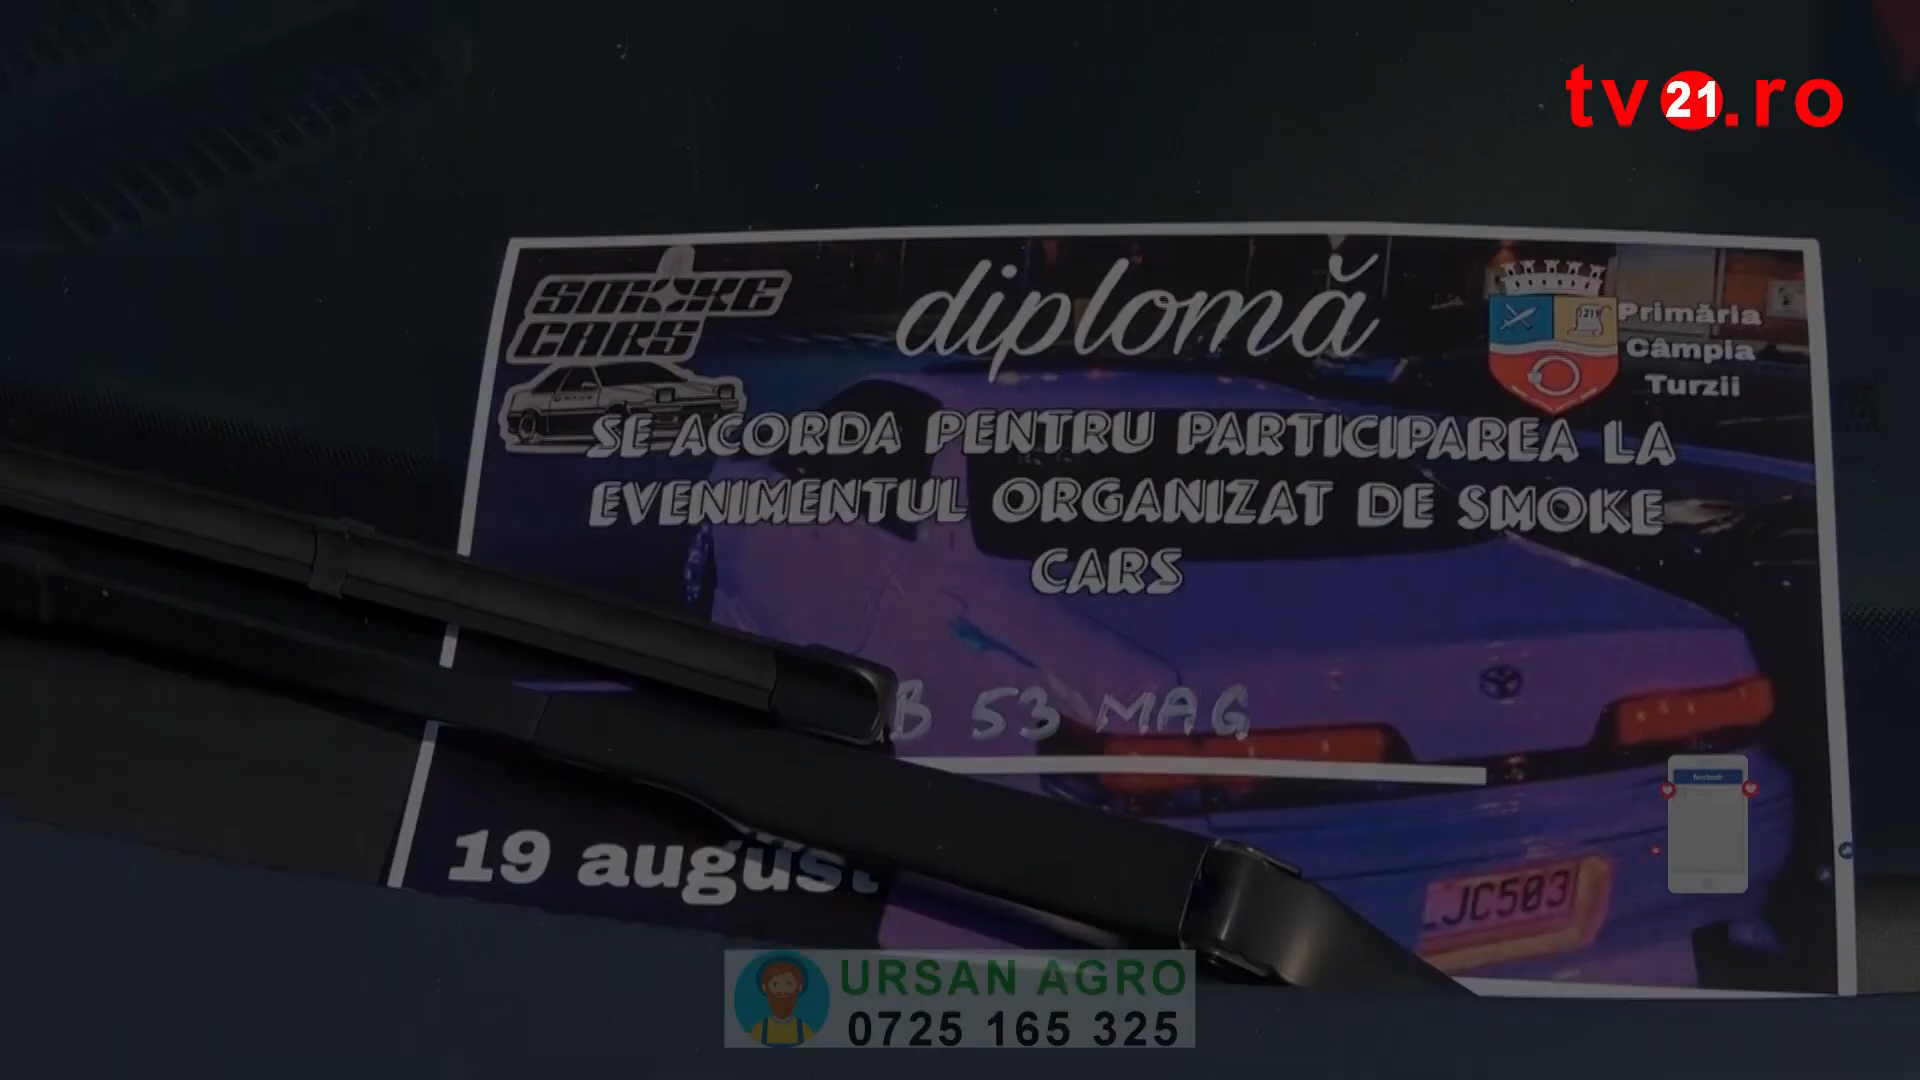 tv21.ro
SMOKE
CARS
diplomă
Primăria
Câmpia
Turzii
SE ACORDA PENTRU PARTICIPAREA LA
EVENIMENTUL ORGANIZAT DE SMOKE
CARS
B 53 MAG
facebook
19 august
JC503
URSAN AGRO
0725 165 325